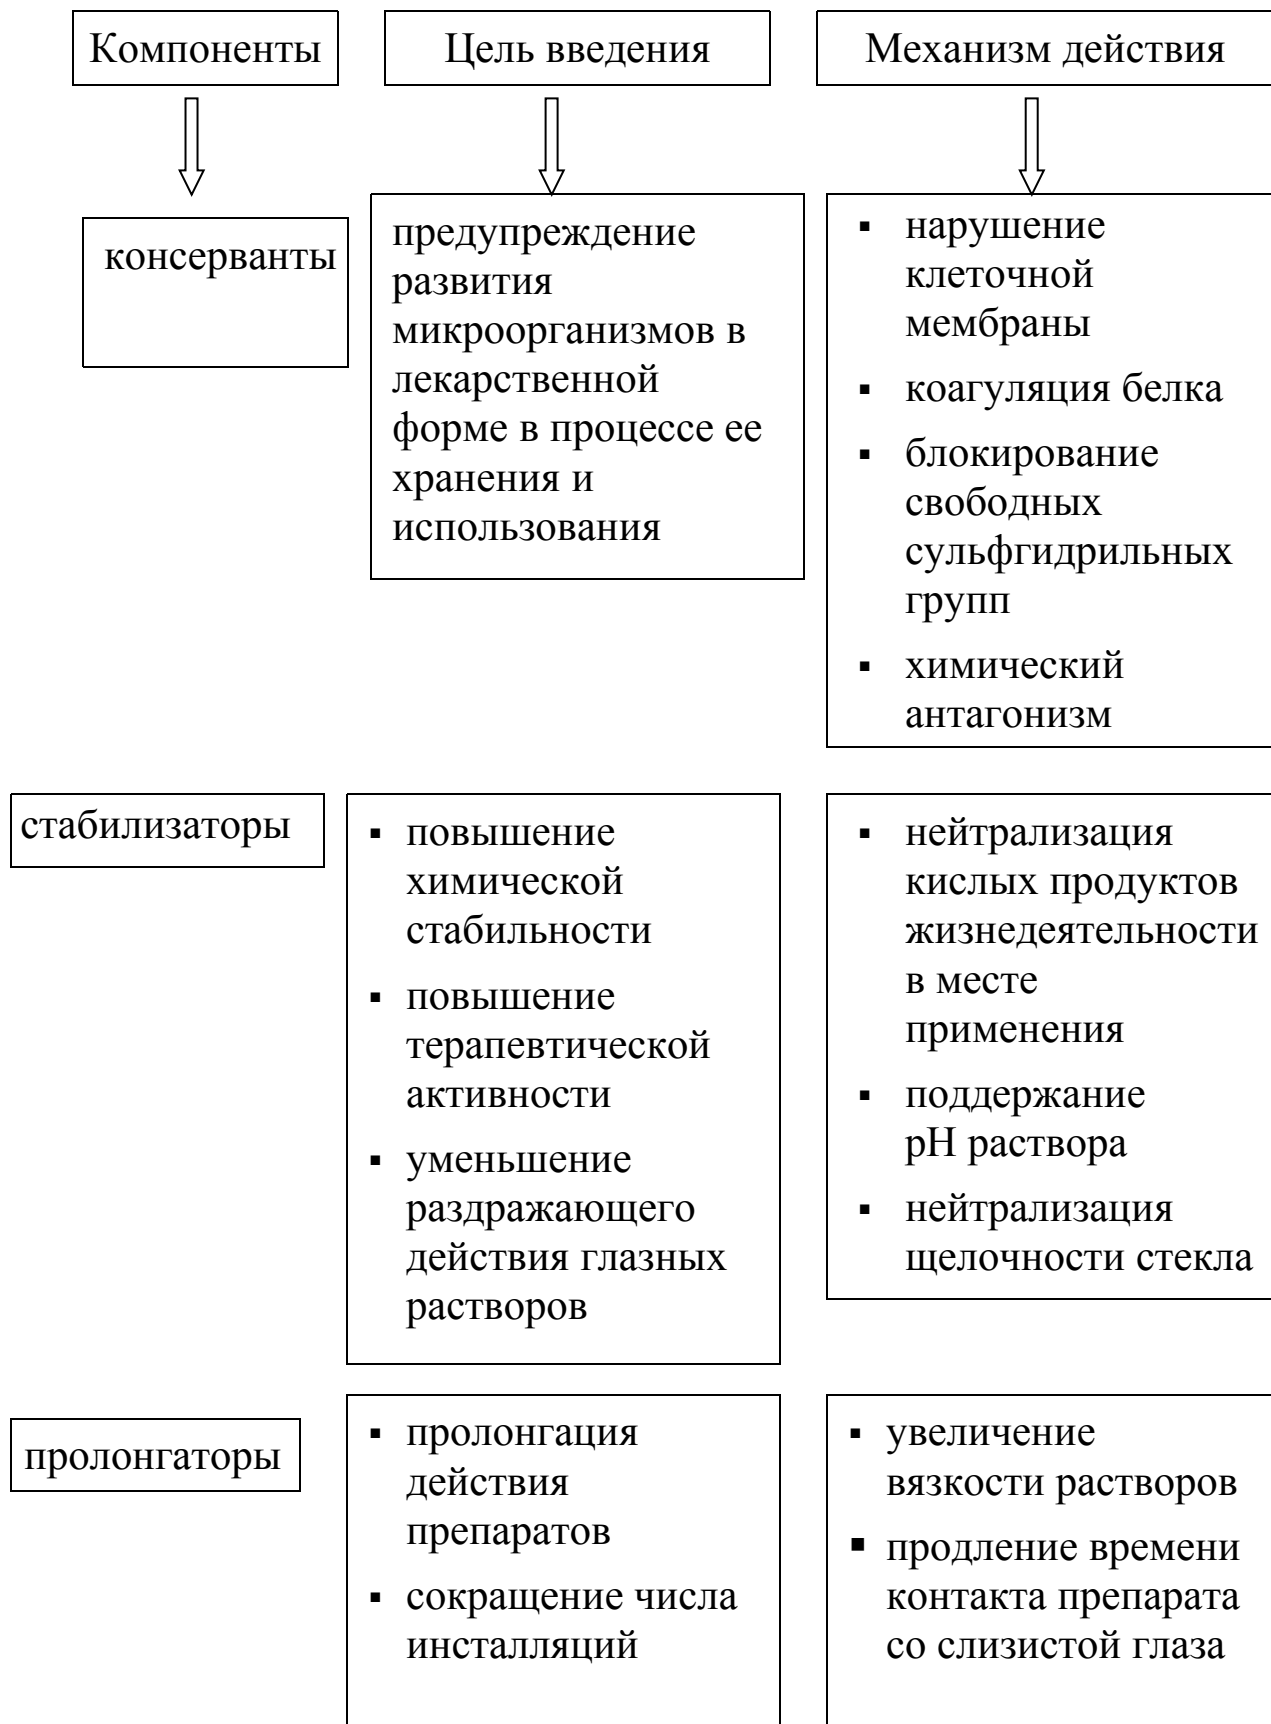 Компоненты
Цель введения
Механизм действия
консерванты
предупреждение
развития
микроорганизмов в
лекарственной
форме в процессе ее
хранения и
использования
▪ нарушение
клеточной
мембраны
▪ коагуляция белка
▪ блокирование
свободных
сульфгидрильных
групп
▪ химический
антагонизм
стабилизаторы
▪ повышение
химической
стабильности
▪ повышение
терапевтической
активности
▪ уменьшение
раздражающего
действия глазных
растворов
▪ нейтрализация
кислых продуктов
жизнедеятельности
в месте
применения
▪ поддержание
рН раствора
▪ нейтрализация
щелочности стекла
пролонгаторы
▪ пролонгация
действия
препаратов
▪ сокращение числа
инсталляций
▪ увеличение
вязкости растворов
▪ продление времени
контакта препарата
со слизистой глаза